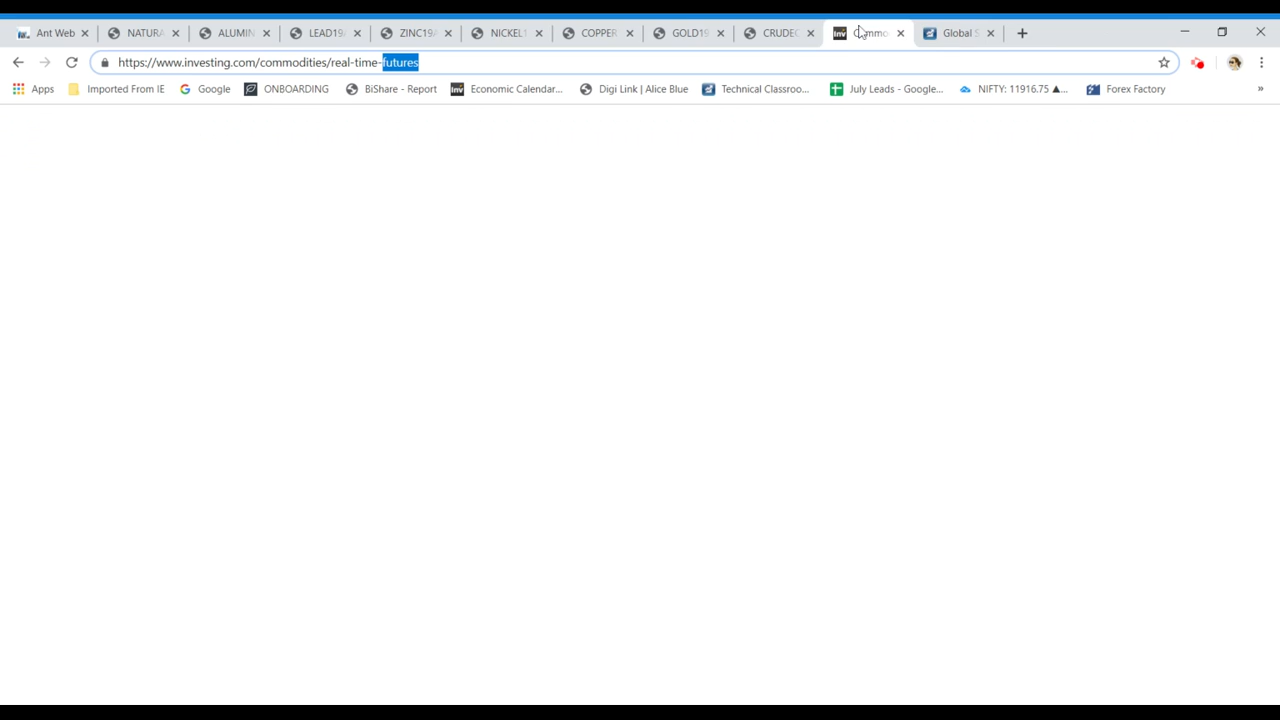 Ant Web NATURA ALUMIN LEAD19 ZINC19 NICKEL1 COPPER GOLD19 CRUDEC Commo Global S
https://www.investing.com/commodities/real-time-futures
Apps Imported From IE Google ONBOARDING BiShare - Report Economic Calendar... Digi Link | Alice Blue Technical Classroo... July Leads - Google... NIFTY: 11916.75 ▲... Forex Factory »